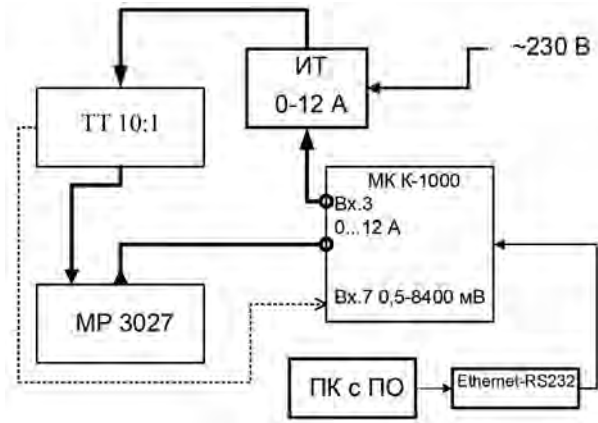 ИТ
0-12 А
~230 В
ТТ 10:1
МК К-1000
Вх.3
0...12 А
Вх.7 0,5-8400 мВ
МР 3027
ПК с ПО
Ethernet-RS232